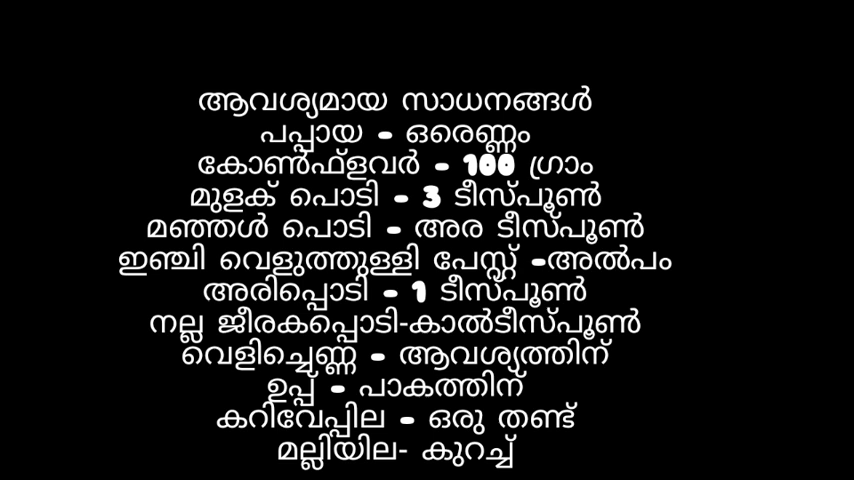 ആവശ്യമായ സാധനങ്ങൾ
പപ്പായ - ഒരെണ്ണം
കോൺഫ്ളവർ - 100 ഗ്രാം
മുളക് പൊടി - 3 ടീസ്പൂൺ
മഞ്ഞൾ പൊടി - അര ടീസ്പൂൺ
ഇഞ്ചി വെളുത്തുള്ളി പേസ്റ്റ് -അൽപം
അരിപ്പൊടി - 1 ടീസ്പൂൺ
നല്ല ജീരകപ്പൊടി-കാൽടീസ്പൂൺ
വെളിച്ചെണ്ണ - ആവശ്യത്തിന്
ഉപ്പ് - പാകത്തിന്
കറിവേപ്പില - ഒരു തണ്ട്
മല്ലിയില- കുറച്ച്